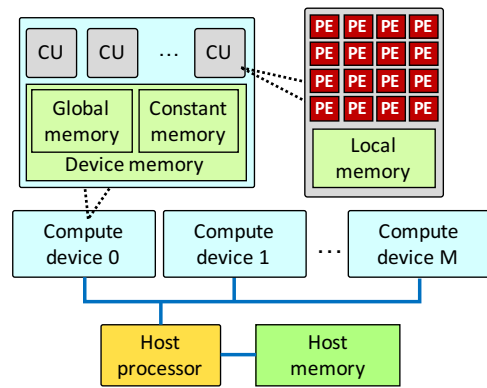 CU CU ... CU
Global
memory
Constant
memory
Device memory
PE PE PE PE
PE PE PE PE
PE PE PE PE
PE PE PE PE
Local
memory
Compute
device 0
Compute
device 1
...
Compute
device M
Host
processor
Host
memory